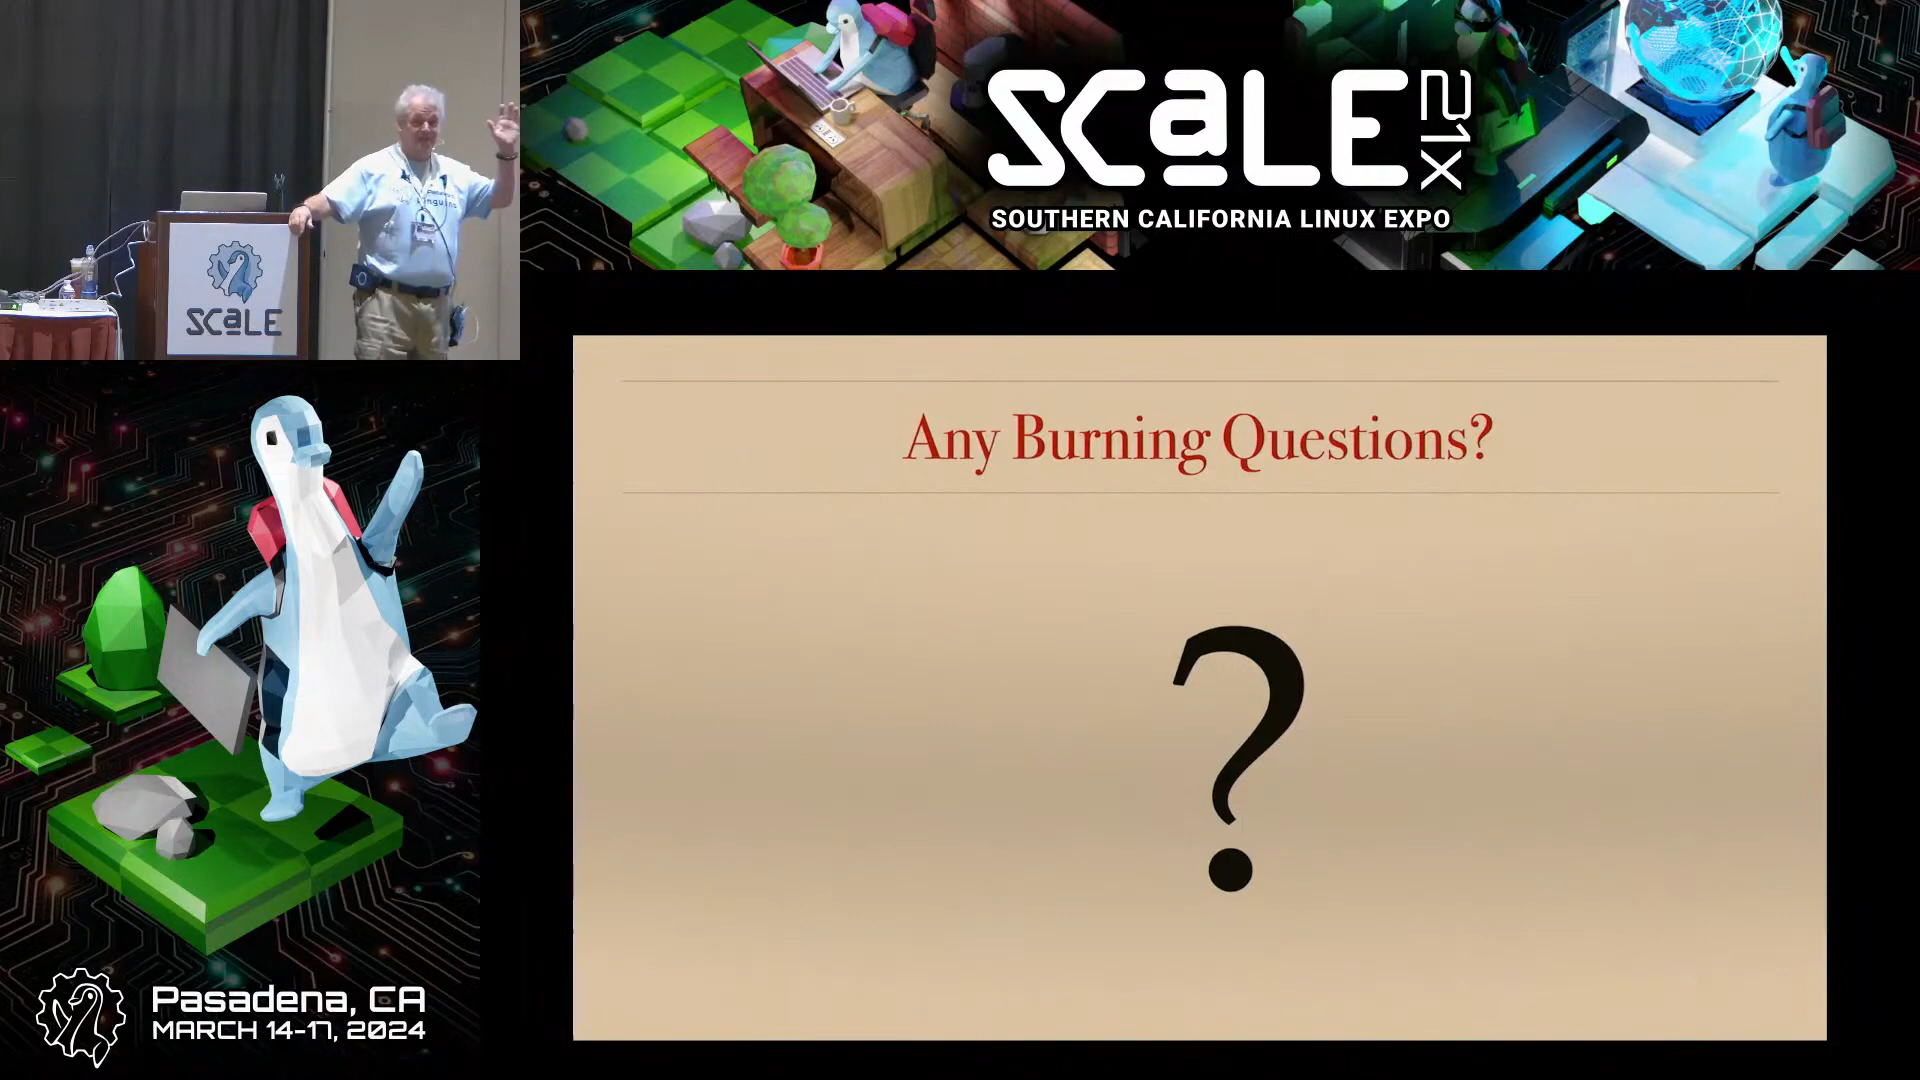 SCaLE 21x
SOUTHERN CALIFORNIA LINUX EXPO
SCaLE
Any Burning Questions?
?
Pasadena, CA
MARCH 14-17, 2024